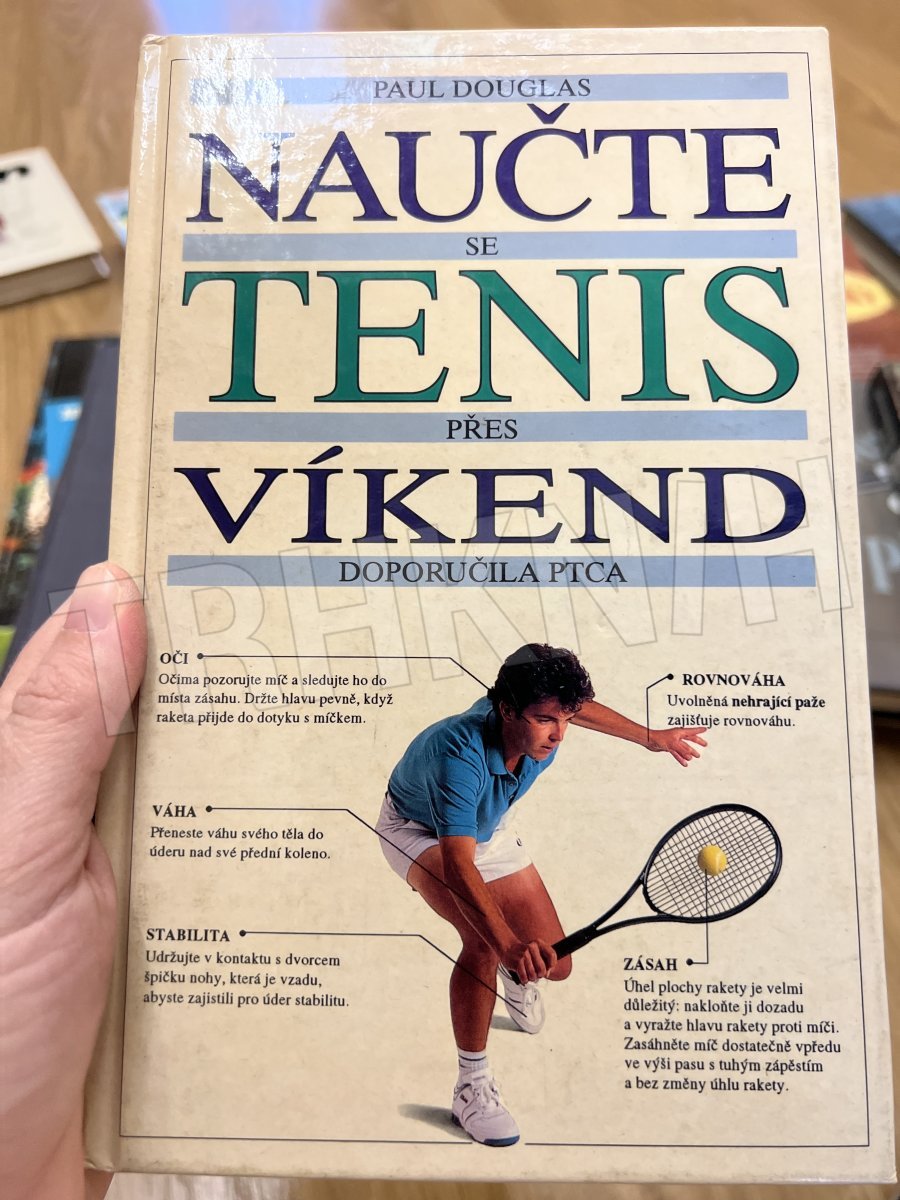 PAUL DOUGLAS
NAUČTE
SE
TENIS
PŘES
VÍKEND
DOPORUČILA PTCA
TRHKNIH
OČI
Očima pozorujte míč a sledujte ho do
místa zásahu. Držte hlavu pevně, když
raketa přijde do dotyku s míčkem.
ROVNOVÁHA
Uvolněná nehrající paže
zajišťuje rovnováhu.
VÁHA
Přeneste váhu svého těla do
úderu nad své přední koleno.
STABILITA
Udržujte v kontaktu s dvorcem
špičku nohy, která je vzadu,
abyste zajistili pro úder stabilitu.
ZÁSAH
Úhel plochy rakety je velmi
důležitý: nakloňte ji dozadu
a vyražte hlavu rakety proti míči.
Zasáhněte míč dostatečně vpředu
ve výši pasu s tuhým zápěstím
a bez změny úhlu rakety.